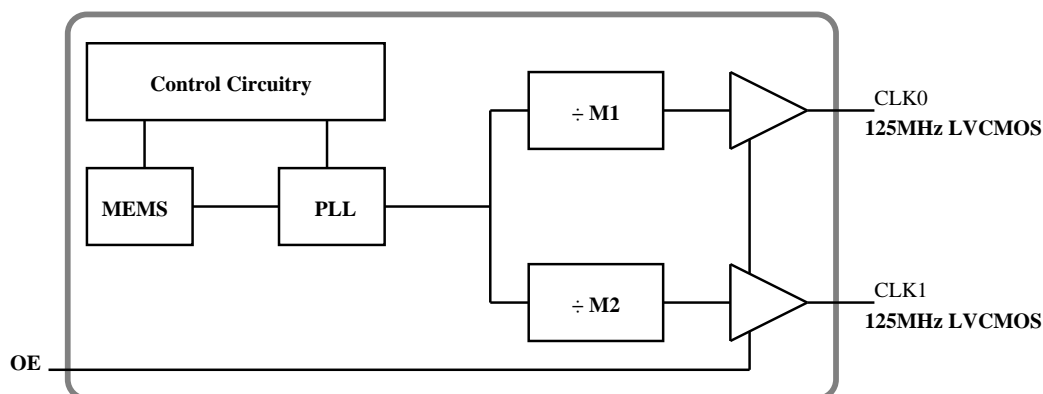 Control Circuitry
÷ M1
CLK0
125MHz LVCMOS
MEMS
PLL
÷ M2
CLK1
125MHz LVCMOS
OE